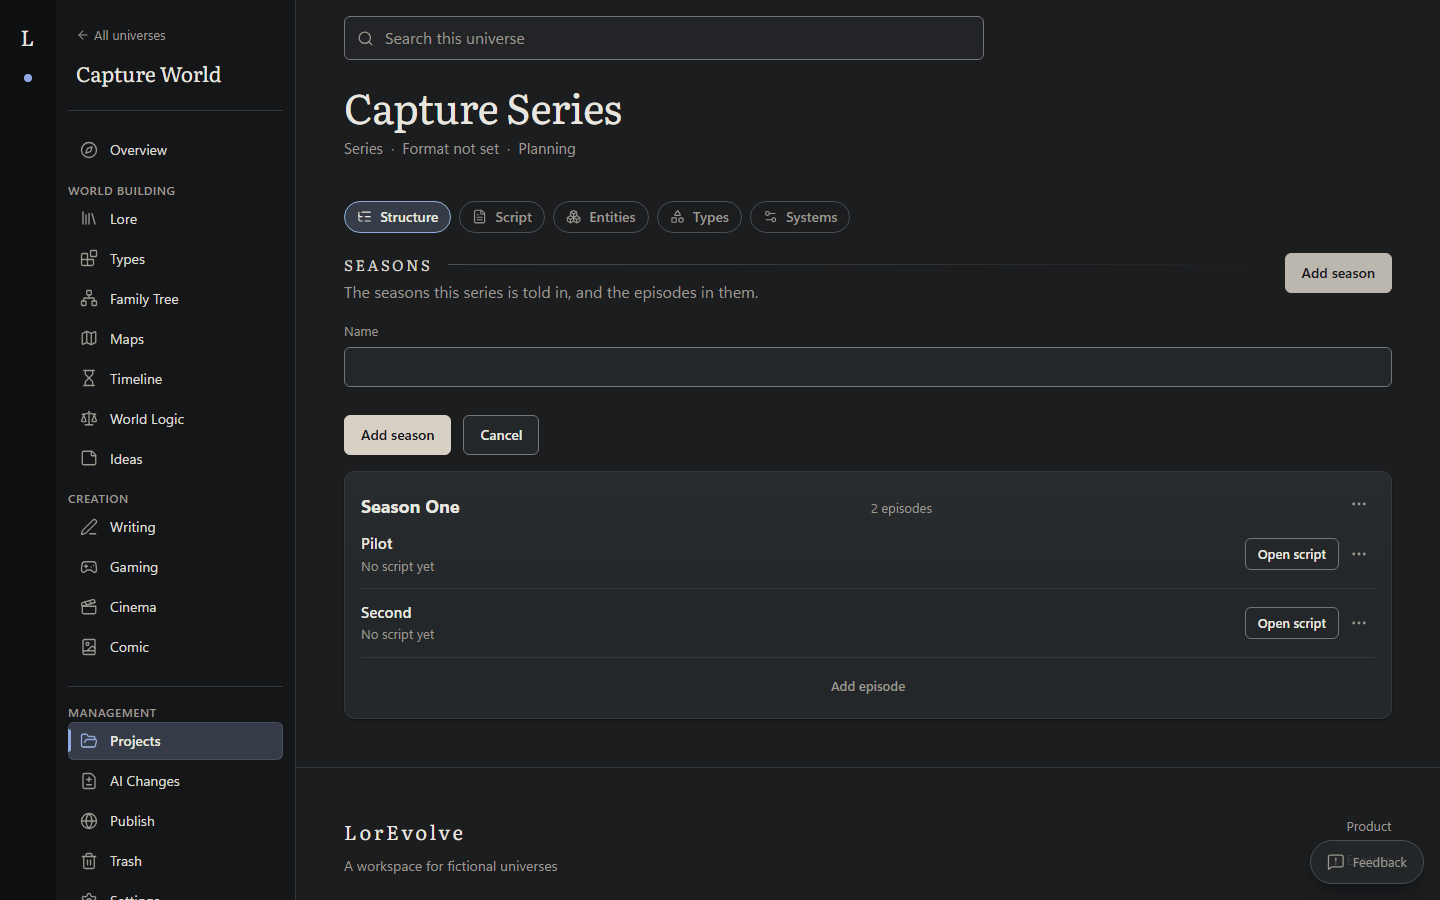 L
All universes
Capture World
Overview
WORLD BUILDING
Lore
Types
Family Tree
Maps
Timeline
World Logic
Ideas
CREATION
Writing
Gaming
Cinema
Comic
MANAGEMENT
Projects
AI Changes
Publish
Trash
Settings
Search this universe
Capture Series
Series · Format not set · Planning
Structure
Script
Entities
Types
Systems
SEASONS
Add season
The seasons this series is told in, and the episodes in them.
Name
Add season
Cancel
Season One
2 episodes
Pilot
No script yet
Open script
Second
No script yet
Open script
Add episode
LorEvolve
A workspace for fictional universes
Product
Feedback